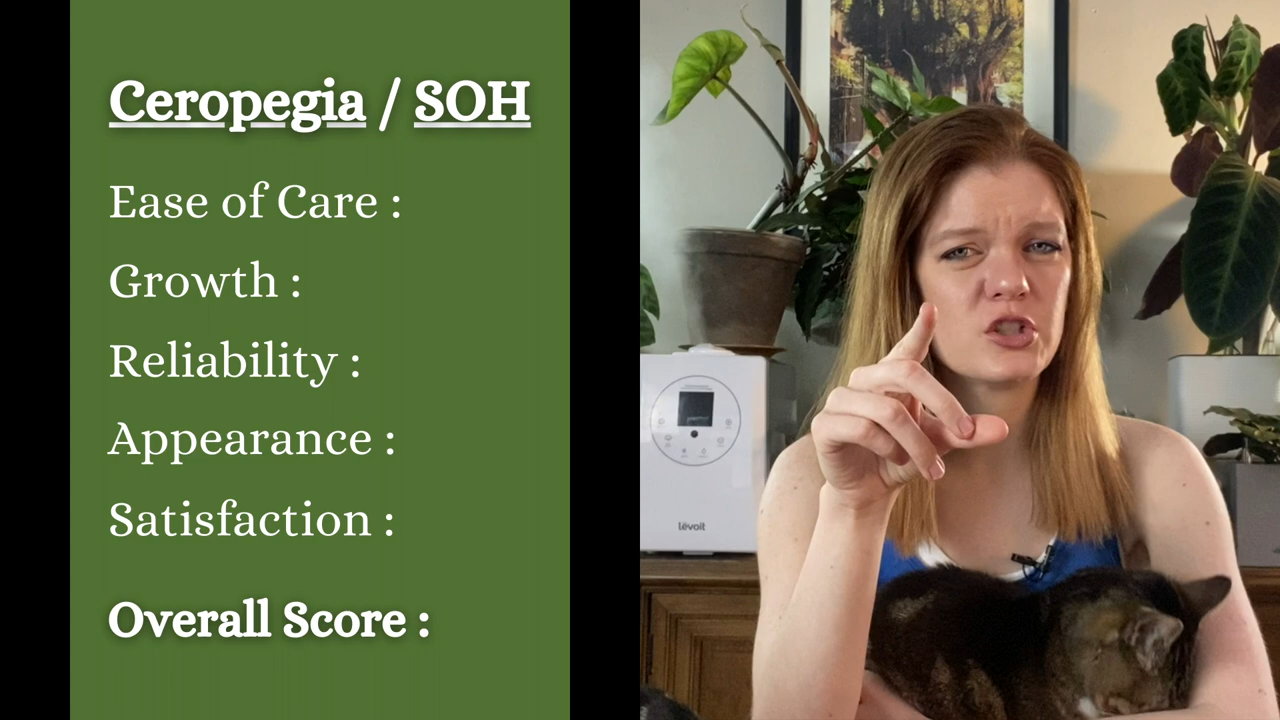 Ceropegia / SOH
Ease of Care :
Growth :
Reliability :
Appearance :
Satisfaction :
Overall Score :
levoit